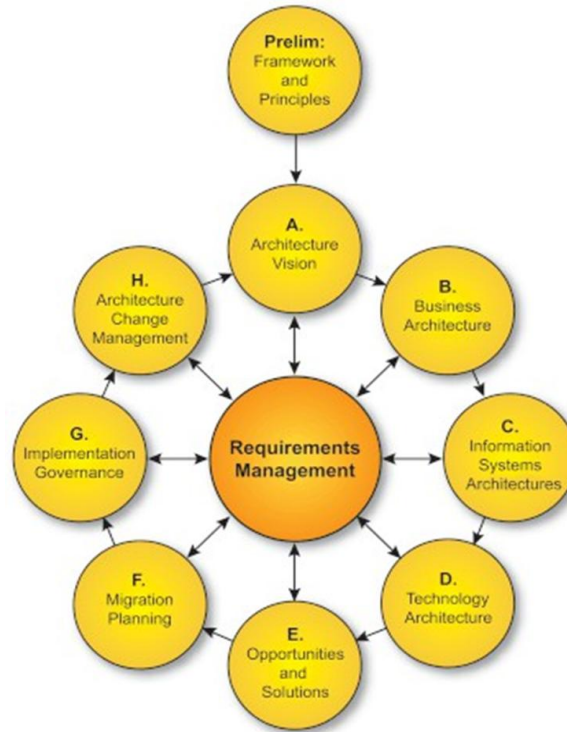 Prelim:
Framework
and
Principles
A.
Architecture
Vision
B.
Business
Architecture
C.
Information
Systems
Architectures
D.
Technology
Architecture
E.
Opportunities
and
Solutions
F.
Migration
Planning
G.
Implementation
Governance
H.
Architecture
Change
Management
Requirements
Management